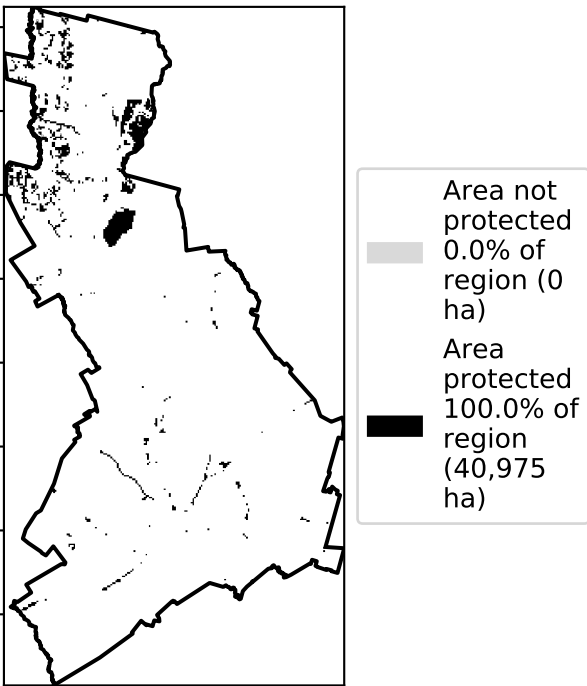 Area not
protected
0.0% of
region (0
ha)
Area
protected
100.0% of
region
(40,975
ha)